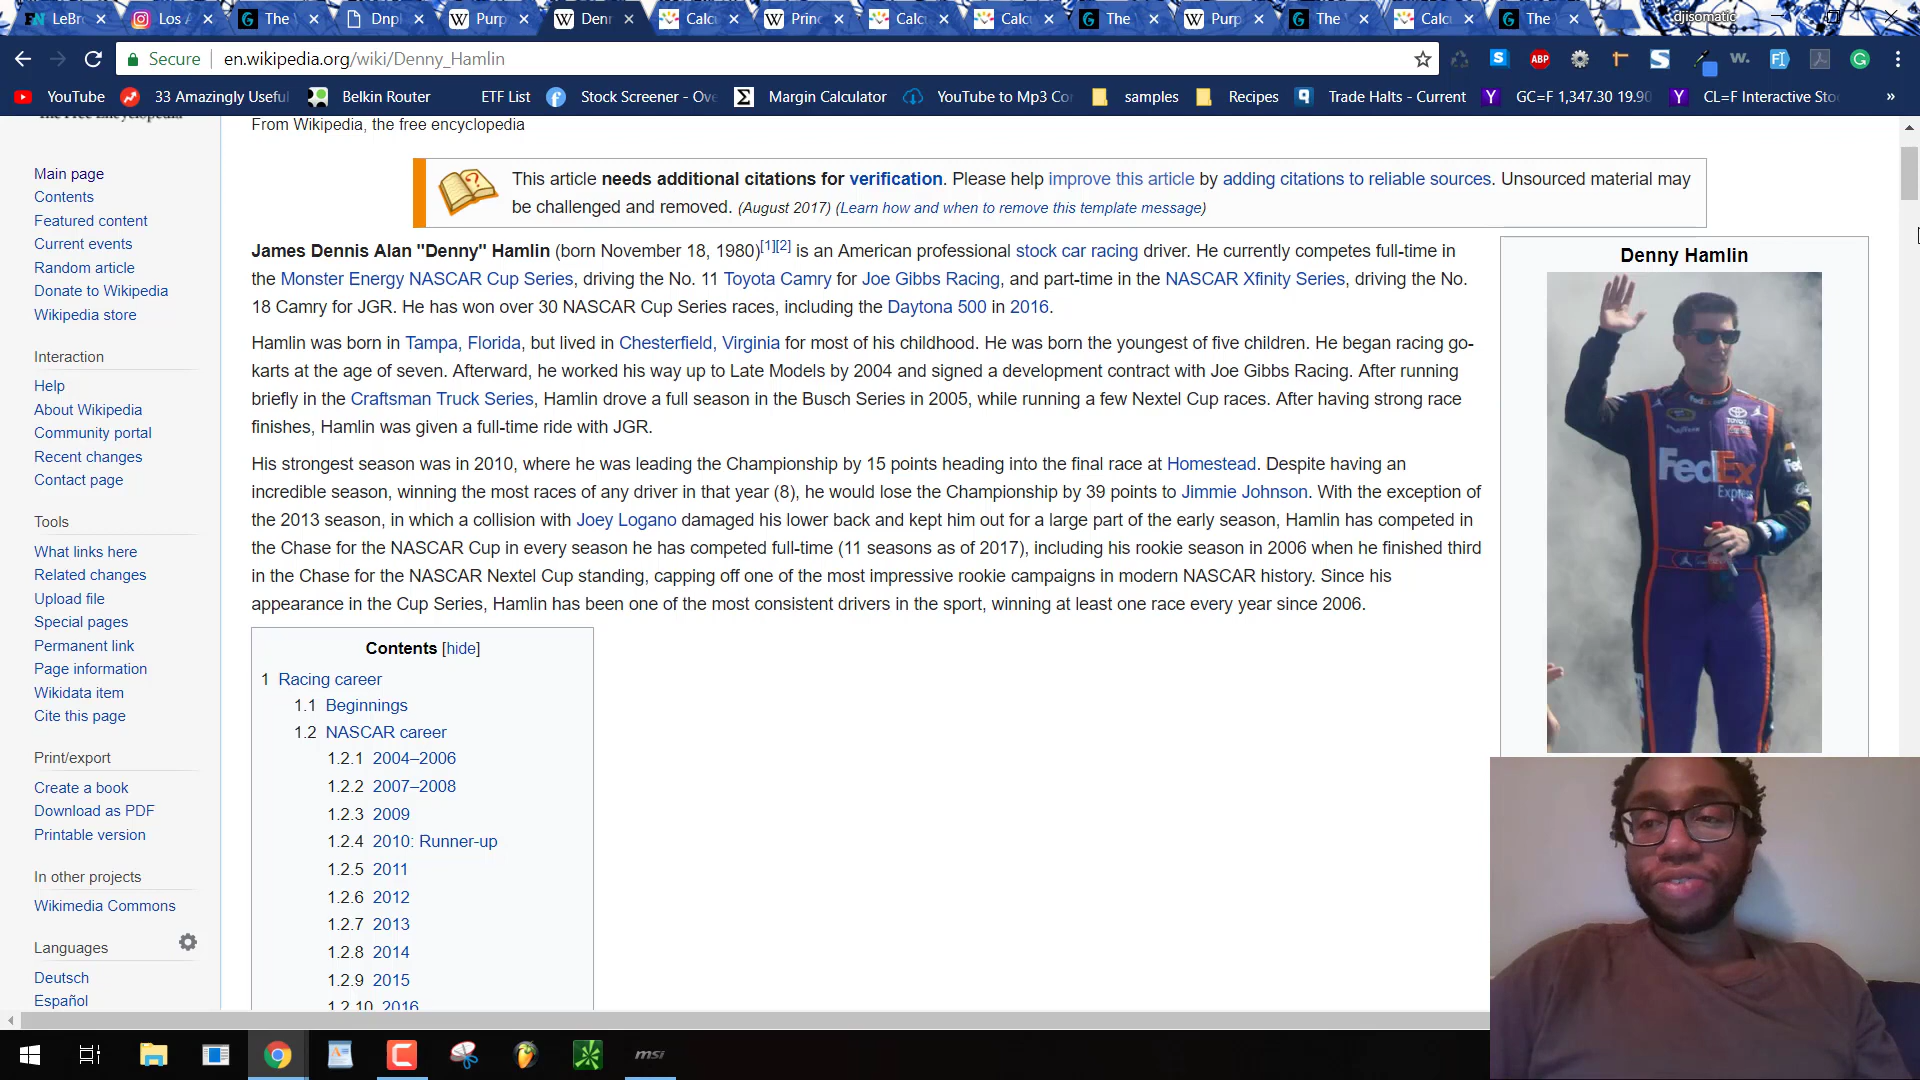 LeBro
Los A
The
Dnpl
Purp
Denn
Calcu
Princ
Calcu
Calcu
The
Purp
The
Calcu
The
djisomatic
Secure
en.wikipedia.org/wiki/Denny_Hamlin
YouTube
33 Amazingly Useful
Belkin Router
ETF List
Stock Screener - Ove
Margin Calculator
YouTube to Mp3 Co
samples
Recipes
Trade Halts - Current
GC=F 1,347.30 19.90
CL=F Interactive Sto
»
The Free Encyclopedia
From Wikipedia, the free encyclopedia
This article needs additional citations for verification. Please help improve this article by adding citations to reliable sources. Unsourced material may
be challenged and removed. (August 2017) (Learn how and when to remove this template message)
Main page
Contents
Featured content
Current events
Random article
Donate to Wikipedia
Wikipedia store
Interaction
Help
About Wikipedia
Community portal
Recent changes
Contact page
Tools
What links here
Related changes
Upload file
Special pages
Permanent link
Page information
Wikidata item
Cite this page
Print/export
Create a book
Download as PDF
Printable version
In other projects
Wikimedia Commons
Languages
Deutsch
Español
James Dennis Alan "Denny" Hamlin (born November 18, 1980)[1][2] is an American professional stock car racing driver. He currently competes full-time in
the Monster Energy NASCAR Cup Series, driving the No. 11 Toyota Camry for Joe Gibbs Racing, and part-time in the NASCAR Xfinity Series, driving the No.
18 Camry for JGR. He has won over 30 NASCAR Cup Series races, including the Daytona 500 in 2016.
Hamlin was born in Tampa, Florida, but lived in Chesterfield, Virginia for most of his childhood. He was born the youngest of five children. He began racing go-
karts at the age of seven. Afterward, he worked his way up to Late Models by 2004 and signed a development contract with Joe Gibbs Racing. After running
briefly in the Craftsman Truck Series, Hamlin drove a full season in the Busch Series in 2005, while running a few Nextel Cup races. After having strong race
finishes, Hamlin was given a full-time ride with JGR.
His strongest season was in 2010, where he was leading the Championship by 15 points heading into the final race at Homestead. Despite having an
incredible season, winning the most races of any driver in that year (8), he would lose the Championship by 39 points to Jimmie Johnson. With the exception of
the 2013 season, in which a collision with Joey Logano damaged his lower back and kept him out for a large part of the early season, Hamlin has competed in
the Chase for the NASCAR Cup in every season he has competed full-time (11 seasons as of 2017), including his rookie season in 2006 when he finished third
in the Chase for the NASCAR Nextel Cup standing, capping off one of the most impressive rookie campaigns in modern NASCAR history. Since his
appearance in the Cup Series, Hamlin has been one of the most consistent drivers in the sport, winning at least one race every year since 2006.
Contents [hide]
1 Racing career
1.1 Beginnings
1.2 NASCAR career
1.2.1 2004–2006
1.2.2 2007–2008
1.2.3 2009
1.2.4 2010: Runner-up
1.2.5 2011
1.2.6 2012
1.2.7 2013
1.2.8 2014
1.2.9 2015
1.2.10 2016
Denny Hamlin
TOYOTA
FedEx
Express
msi